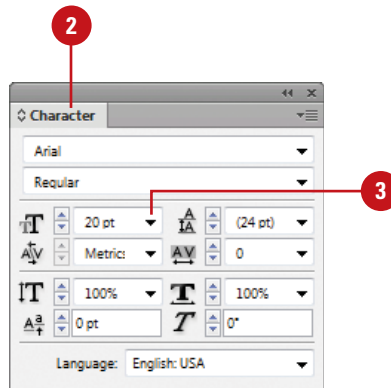 2
Character
Arial
Regular
3
20 pt (24 pt)
Metrics 0
100% 100%
0 pt 0°
Language: English: USA